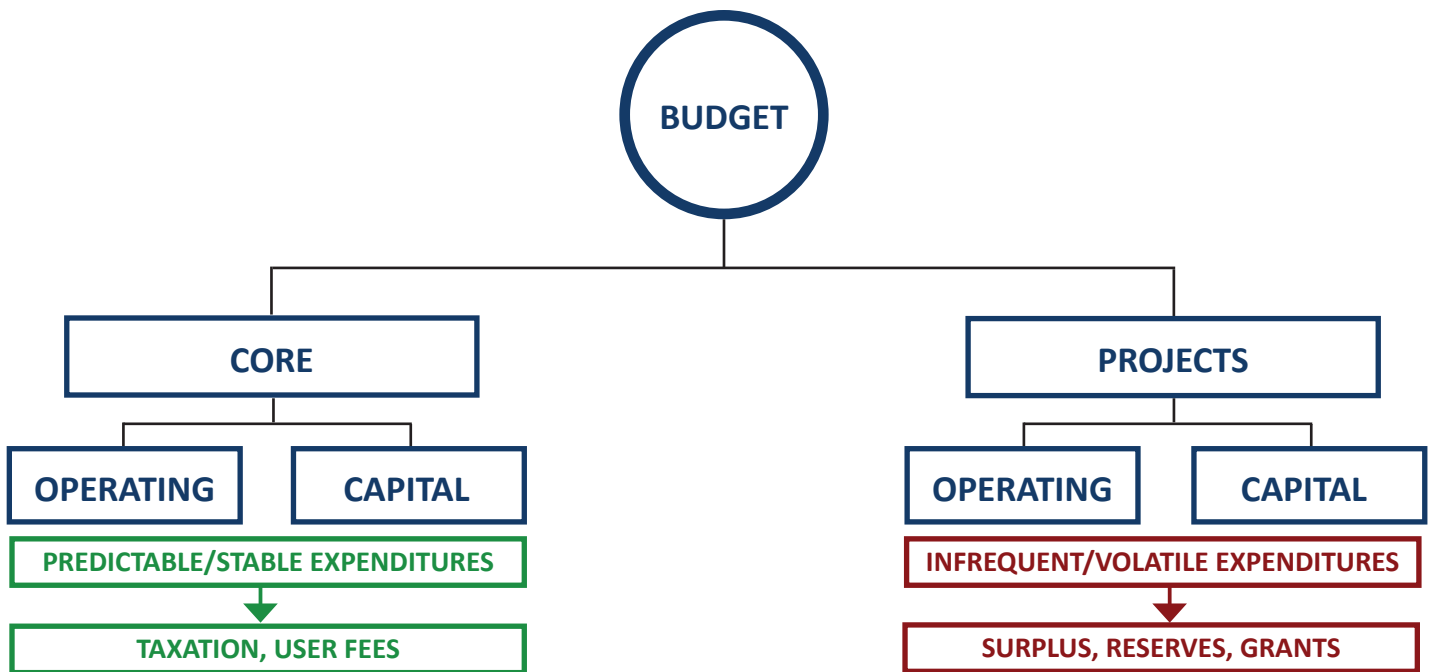 BUDGET
CORE
PROJECTS
OPERATING
CAPITAL
OPERATING
CAPITAL
PREDICTABLE/STABLE EXPENDITURES
INFREQUENT/VOLATILE EXPENDITURES
TAXATION, USER FEES
SURPLUS, RESERVES, GRANTS